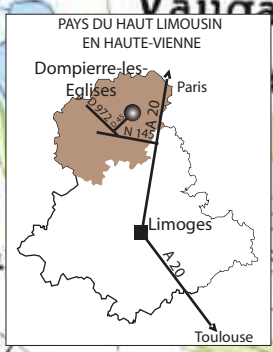 PAYS DU HAUT LIMOUSIN
EN HAUTE-VIENNE
Dompierre-les-
Eglises
Paris
D 972
D 45
A 20
N 145
Limoges
A 20
Toulouse